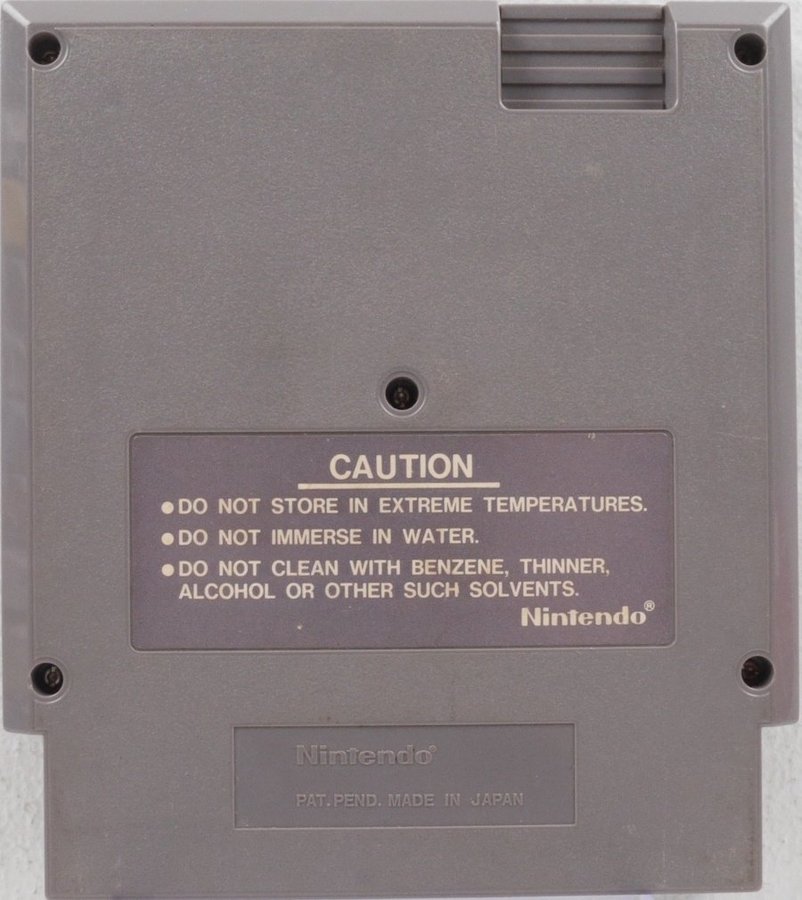 CAUTION
●DO NOT STORE IN EXTREME TEMPERATURES.
●DO NOT IMMERSE IN WATER.
●DO NOT CLEAN WITH BENZENE, THINNER,
ALCOHOL OR OTHER SUCH SOLVENTS.
Nintendo®
Nintendo®
PAT.PEND. MADE IN JAPAN